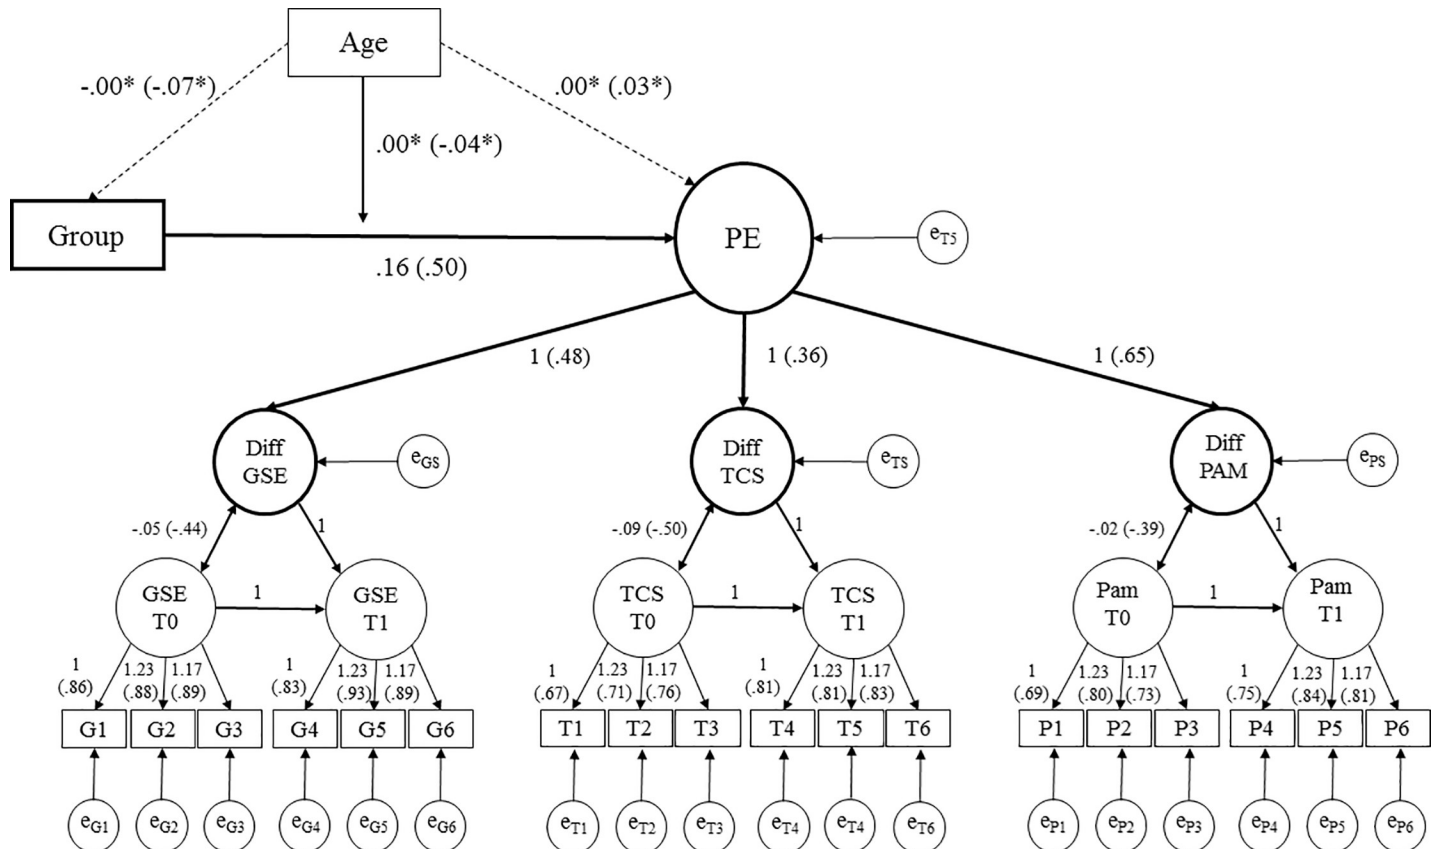 Age
-.00* (-.07*)
.00* (.03*)
.00* (-.04*)
Group
PE
eT5
.16 (.50)
1 (.48)
1 (.36)
1 (.65)
Diff
GSE
eGS
Diff
TCS
eTS
Diff
PAM
ePS
-.05 (-.44)
1
-.09 (-.50)
1
-.02 (-.39)
1
GSE
T0
1
GSE
T1
TCS
T0
1
TCS
T1
Pam
T0
1
Pam
T1
1
(.86)
1.23
(.88)
1.17
(.89)
1
(.83)
1.23
(.93)
1.17
(.89)
1
(.67)
1.23
(.71)
1.17
(.76)
1
(.81)
1.23
(.81)
1.17
(.83)
1
(.69)
1.23
(.80)
1.17
(.73)
1
(.75)
1.23
(.84)
1.17
(.81)
G1 G2 G3 G4 G5 G6 T1 T2 T3 T4 T5 T6 P1 P2 P3 P4 P5 P6
eG1 eG2 eG3 eG4 eG5 eG6 eT1 eT2 eT3 eT4 eT4 eT6 eP1 eP2 eP3 eP4 eP5 eP6